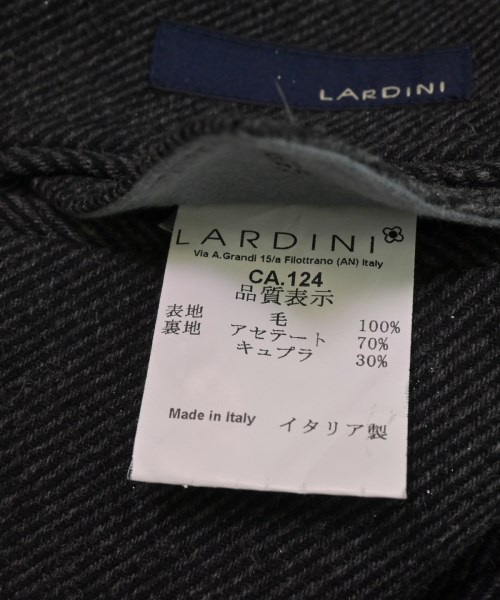 LARDINI
LARDINI
Via A.Grandi 15/a Filottrano (AN) Italy
CA.124
品質表示
表地 毛 100%
裏地 アセテート 70%
キュプラ 30%
Made in Italy イタリア製